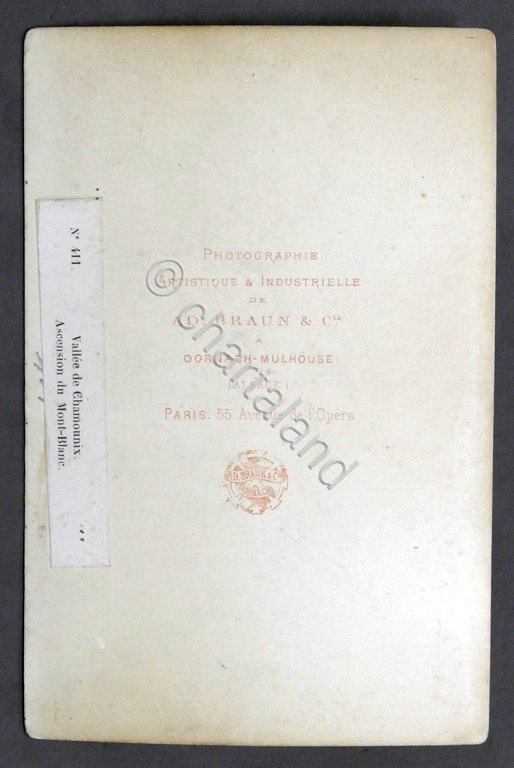 N° 411.
Vallée de Chamounix.
Ascension du Mont-Blanc.
PHOTOGRAPHIE
ARTISTIQUE & INDUSTRIELLE
DE
AD. BRAUN & Cie
A
DORNACH-MULHOUSE
(ALSACE)
PARIS. 55. Avenue de l'Opéra
AD. BRAUN & Cie
DORNACH
© chartaland